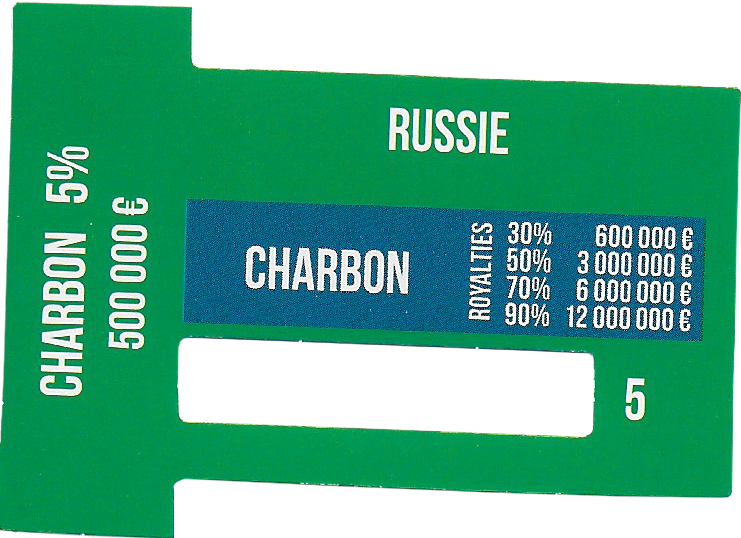 CHARBON 5%
500 000 €
RUSSIE
CHARBON
ROYALTIES
30% 600 000 €
50% 3 000 000 €
70% 6 000 000 €
90% 12 000 000 €
5